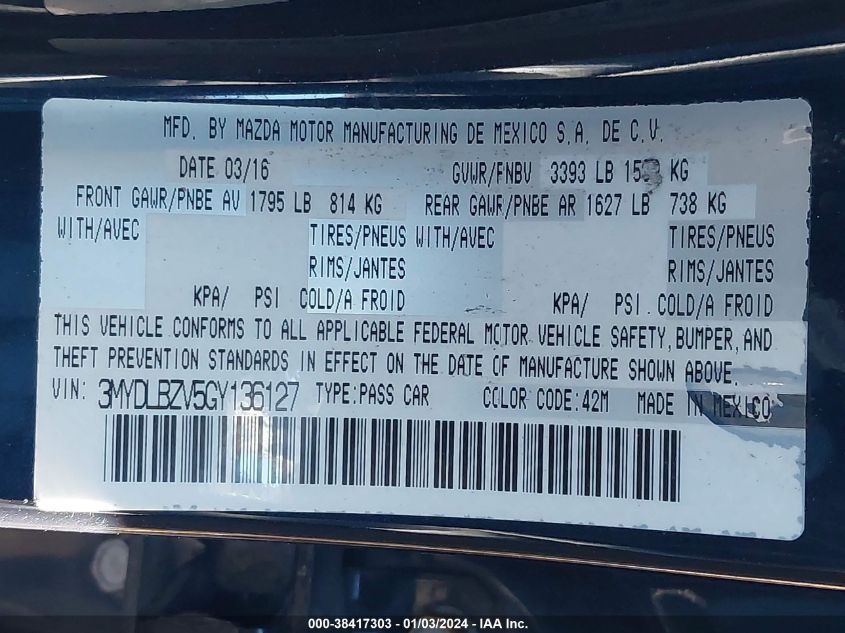 MFD. BY MAZDA MOTOR MANUFACTURING DE MEXICO S.A. DE C.V.
DATE 03/16 GVWR/FNBV 3393 LB KG
FRONT GAWR/PNBE AV 1795 LB 814 KG REAR GAWR/PNBE AR 1627 LB 738 KG
WITH/AVEC TIRES/PNEUS WITH/AVEC TIRES/PNEUS
RIMS/JANTES RIMS/JANTES
KPA/ PSI COLD/A FROID KPA/ PSI COLD/A FROID
THIS VEHICLE CONFORMS TO ALL APPLICABLE FEDERAL MOTOR VEHICLE SAFETY, BUMPER, AND
THEFT PREVENTION STANDARDS IN EFFECT ON THE DATE OF MANUFACTURE SHOWN ABOVE.
VIN: 3MYDLBZV5GY136127 TYPE:PASS CAR COLOR CODE:42M MADE IN MEXICO
000-38417303 - 01/03/2024 - IAA Inc.